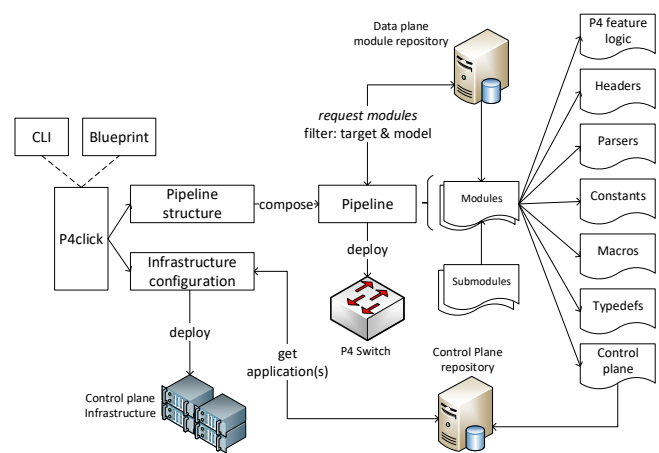 P4 feature
logic
Data plane
module repository
Headers
request modules
filter: target & model
CLI
Blueprint
Parsers
P4click
Pipeline
structure
compose
Pipeline
Modules
Constants
deploy
Macros
Infrastructure
configuration
Submodules
Typedefs
deploy
P4 Switch
get
application(s)
Control Plane
repository
Control
plane
Control plane
Infrastructure